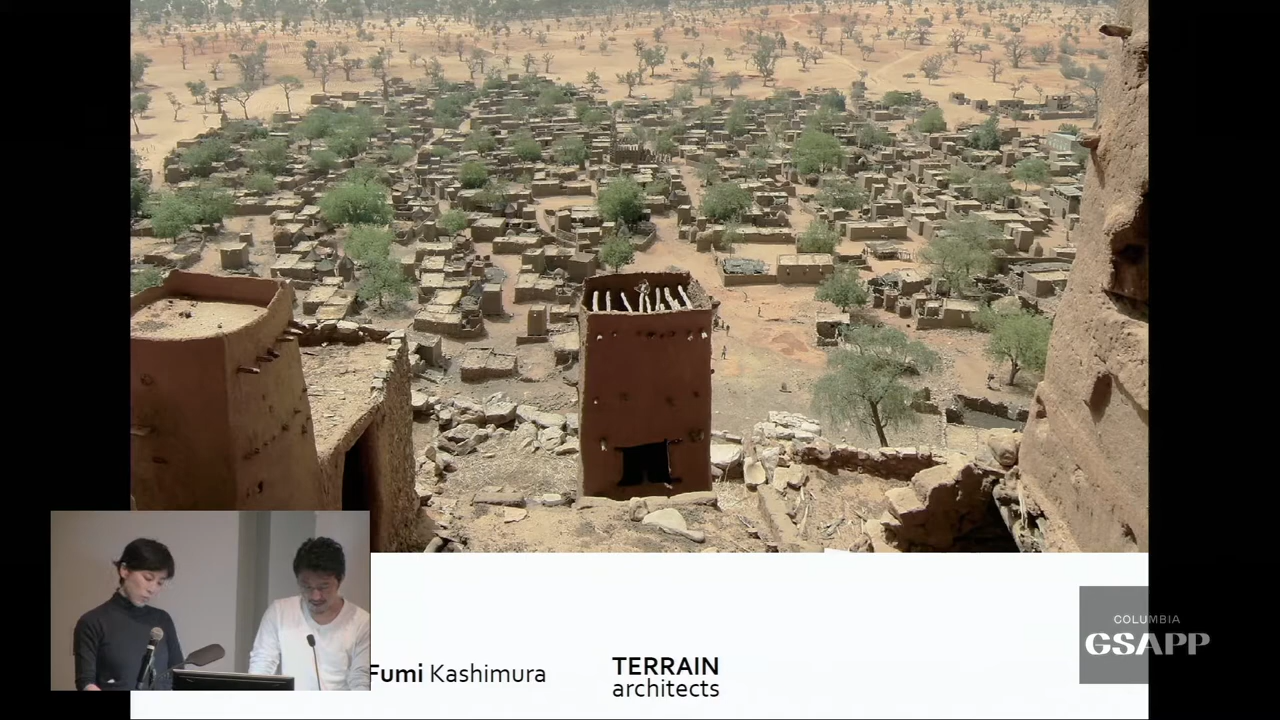 Fumi Kashimura
TERRAIN
architects
COLUMBIA
GSAPP